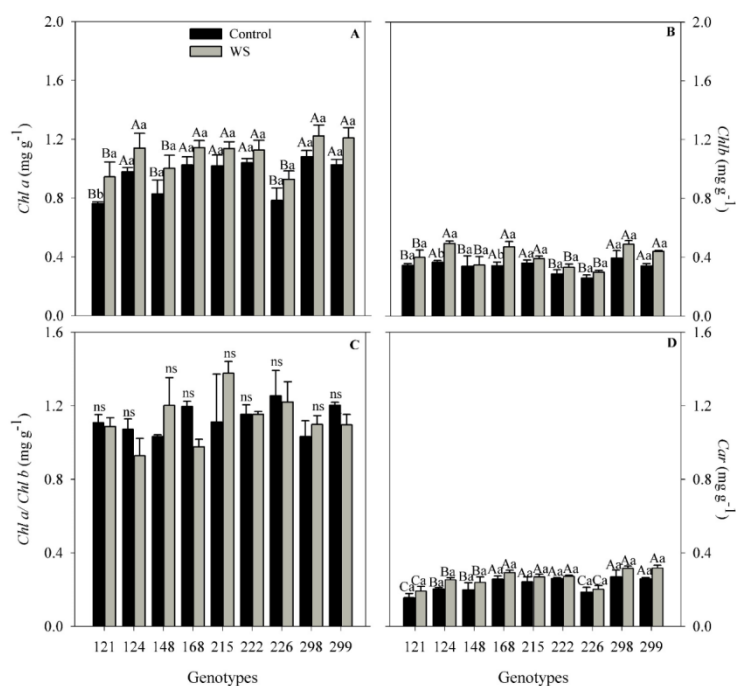 2.0
1.6
1.2
0.8
0.4
0.0
Chl a (mg g-1)
Control
WS
A
Bb Ba Aa Aa Ba Ba Aa Aa Aa Aa Aa Aa Ba Ba Aa Aa Aa Aa
B
Ba Ba Ab Aa Ba Ba Ab Aa Aa Aa Ba Ba Ba Ba Aa Aa Ba Aa
2.0
1.6
1.2
0.8
0.4
0.0
Chlb (mg g-1)
1.6
1.2
0.8
0.4
0.0
Chl a/ Chl b (mg g-1)
C
ns ns ns ns ns ns ns ns ns
121 124 148 168 215 222 226 298 299
Genotypes
D
Ca Ca Ba Ba Ba Ba Aa Aa Aa Aa Aa Aa Ca Ca Aa Aa Aa Aa
1.6
1.2
0.8
0.4
0.0
Car (mg g-1)
121 124 148 168 215 222 226 298 299
Genotypes